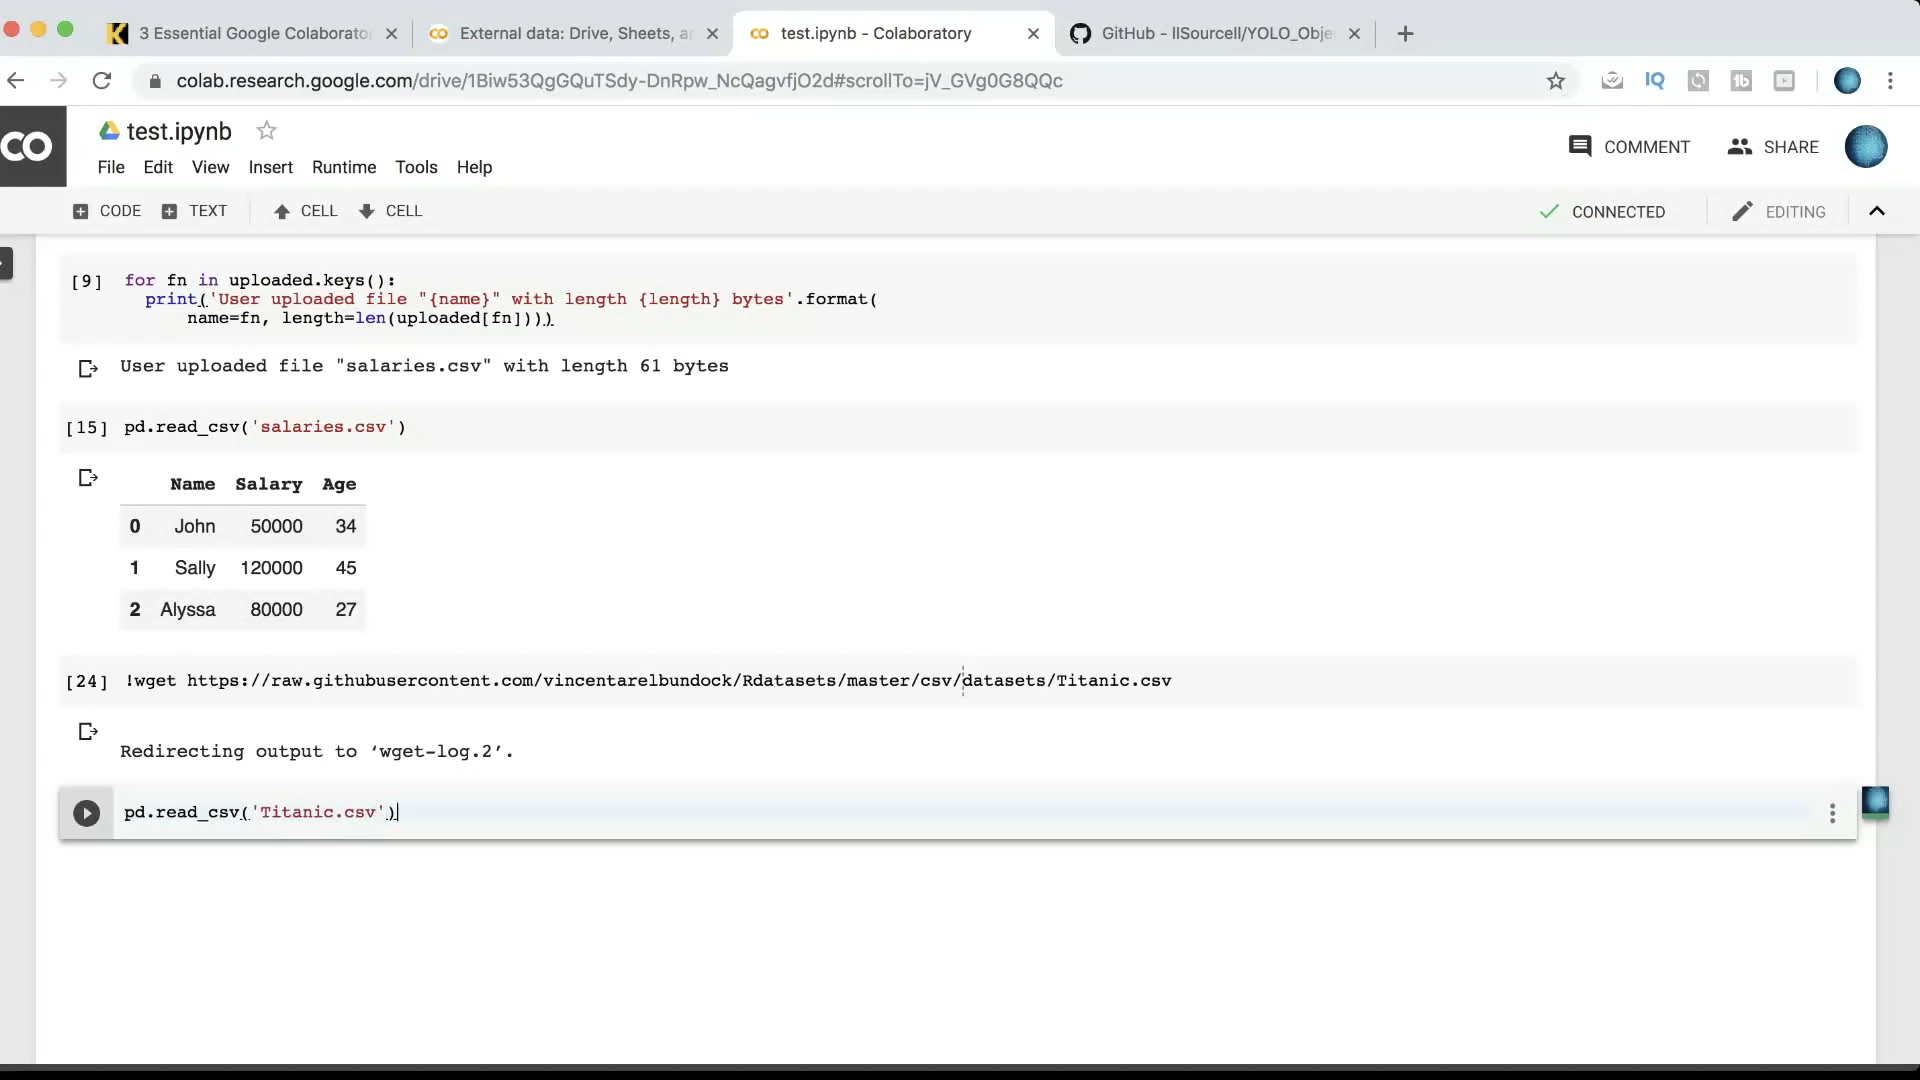 3 Essential Google Colaborato
External data: Drive, Sheets, a
test.ipynb - Colaboratory
GitHub - llSourcell/YOLO_Obje
colab.research.google.com/drive/1Biw53QgGQuTSdy-DnRpw_NcQagvfjO2d#scrollTo=jV_GVg0G8QQc
IQ
CO
test.ipynb
COMMENT
SHARE
File Edit View Insert Runtime Tools Help
CODE TEXT CELL CELL
CONNECTED
EDITING
[9] for fn in uploaded.keys():
print('User uploaded file "{name}" with length {length} bytes'.format(
name=fn, length=len(uploaded[fn])))
User uploaded file "salaries.csv" with length 61 bytes
[15] pd.read_csv('salaries.csv')
Name Salary Age
0 John 50000 34
1 Sally 120000 45
2 Alyssa 80000 27
[24] !wget https://raw.githubusercontent.com/vincentarelbundock/Rdatasets/master/csv/datasets/Titanic.csv
Redirecting output to ‘wget-log.2’.
pd.read_csv('Titanic.csv')